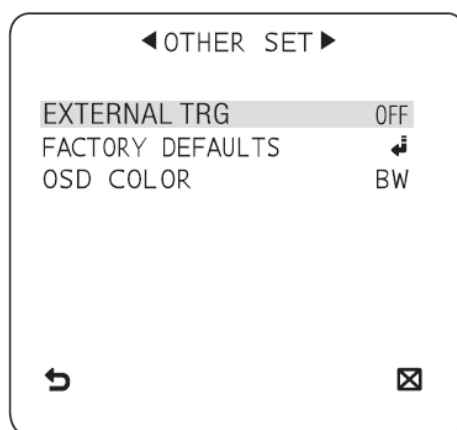 ◀OTHER SET▶
EXTERNAL TRG OFF
FACTORY DEFAULTS
OSD COLOR BW